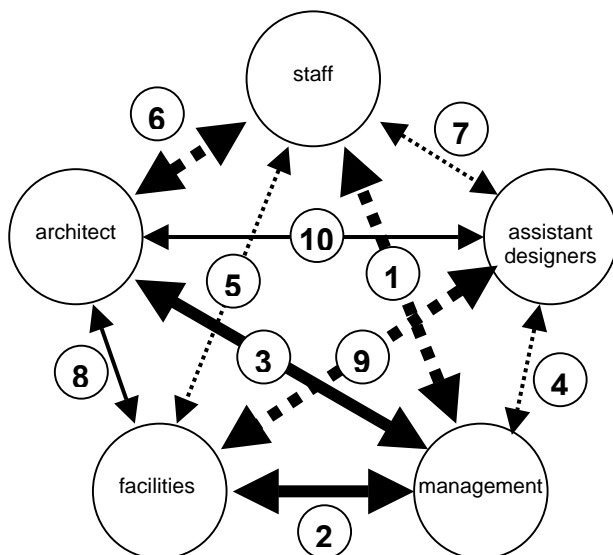 staff
6
7
architect
10
assistant
designers
5
1
3
9
8
4
facilities
management
2